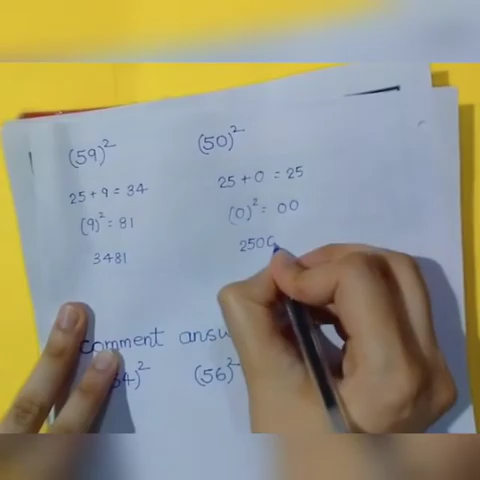 (59)² (50)²
25 + 9 = 34 25 + 0 = 25
(9)² = 81 (0)² = 00
3481 250
comment
(56)²